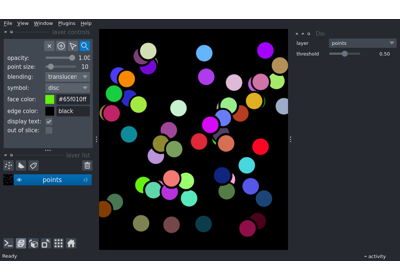 File View Window Plugins Help
layer controls
opacity: 1.00
point size: 10
blending: translucen
symbol: disc
face color: #65f010ff
edge color: black
display text: ✓
out of slice:
layer list
points
Ready
layer points
threshold 0.50
activity